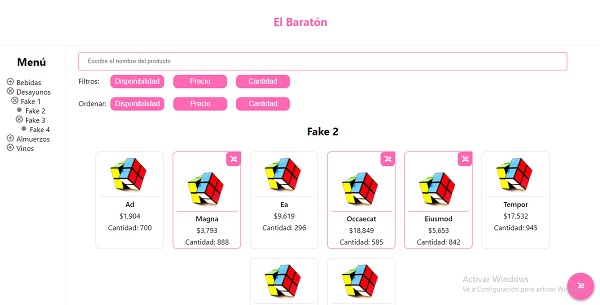 El Baratón
Menú
Bebidas
Desayunos
Fake 1
Fake 2
Fake 3
Fake 4
Almuerzos
Vinos
Escribe el nombre del producto
Filtros: Disponibilidad Precio Cantidad
Ordenar: Disponibilidad Precio Cantidad
Fake 2
Ad
$1,904
Cantidad: 700
Magna
$3,793
Cantidad: 888
Ea
$9,619
Cantidad: 296
Occaecat
$18,849
Cantidad: 585
Eiusmod
$5,653
Cantidad: 842
Tempor
$17,532
Cantidad: 945
Activar Windows
Ve a Configuración para activar Win